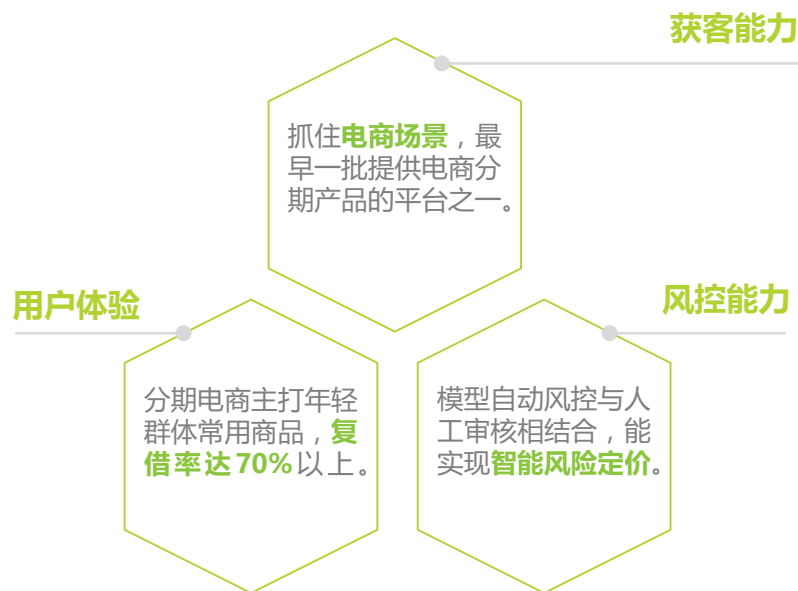 获客能力
抓住电商场景，最
早一批提供电商分
期产品的平台之一。
用户体验
分期电商主打年轻
群体常用商品，复
借率达70%以上。
风控能力
模型自动风控与人
工审核相结合，能
实现智能风险定价。